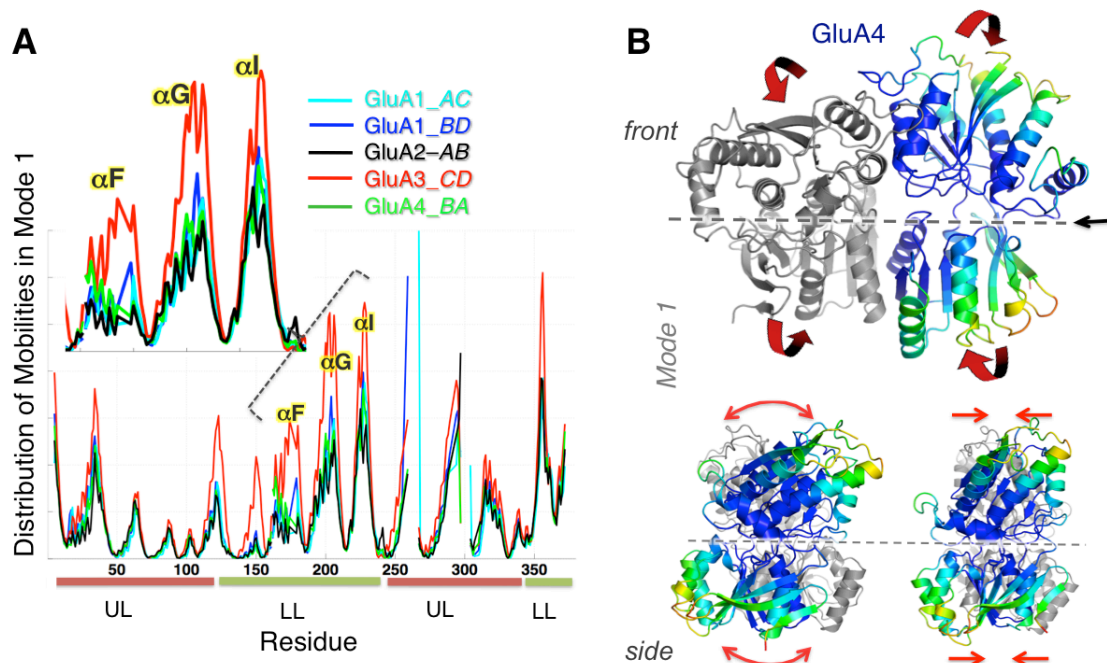 A
αF
αG
αI
GluA1_AC
GluA1_BD
GluA2–AB
GluA3_CD
GluA4_BA
Distribution of Mobilities in Mode 1
αF
αG
αI
50 100 150 200 250 300 350
UL LL UL LL
Residue
B
GluA4
front
Mode 1
side